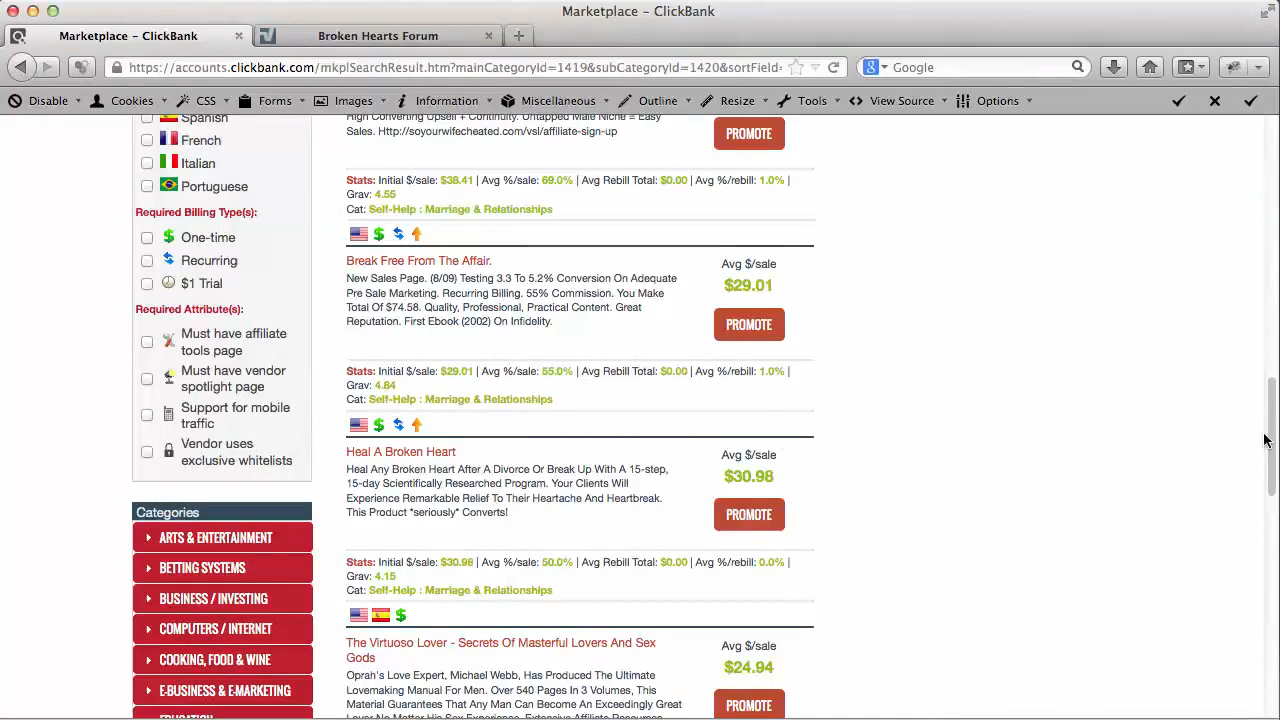 Marketplace – ClickBank
Marketplace – ClickBank
Broken Hearts Forum
https://accounts.clickbank.com/mkplSearchResult.htm?mainCategoryId=1419&subCategoryId=1420&sortField=
Google
Disable Cookies CSS Forms Images Information Miscellaneous Outline Resize Tools View Source Options
Spanish
French
Italian
Portuguese
Required Billing Type(s):
One-time
Recurring
$1 Trial
Required Attribute(s):
Must have affiliate
tools page
Must have vendor
spotlight page
Support for mobile
traffic
Vendor uses
exclusive whitelists
Categories
ARTS & ENTERTAINMENT
BETTING SYSTEMS
BUSINESS / INVESTING
COMPUTERS / INTERNET
COOKING, FOOD & WINE
E-BUSINESS & E-MARKETING
EDUCATION
High Converting Upsell + Continuity. Untapped Male Niche = Easy
Sales. Http://soyourwifecheated.com/vsl/affiliate-sign-up
PROMOTE
Stats: Initial $/sale: $38.41 | Avg %/sale: 69.0% | Avg Rebill Total: $0.00 | Avg %/rebill: 1.0% |
Grav: 4.55
Cat: Self-Help : Marriage & Relationships
Break Free From The Affair.
New Sales Page. (8/09) Testing 3.3 To 5.2% Conversion On Adequate
Pre Sale Marketing. Recurring Billing. 55% Commission. You Make
Total Of $74.58. Quality, Professional, Practical Content. Great
Reputation. First Ebook (2002) On Infidelity.
Avg $/sale
$29.01
PROMOTE
Stats: Initial $/sale: $29.01 | Avg %/sale: 55.0% | Avg Rebill Total: $0.00 | Avg %/rebill: 1.0% |
Grav: 4.84
Cat: Self-Help : Marriage & Relationships
Heal A Broken Heart
Heal Any Broken Heart After A Divorce Or Break Up With A 15-step,
15-day Scientifically Researched Program. Your Clients Will
Experience Remarkable Relief To Their Heartache And Heartbreak.
This Product *seriously* Converts!
Avg $/sale
$30.98
PROMOTE
Stats: Initial $/sale: $30.98 | Avg %/sale: 50.0% | Avg Rebill Total: $0.00 | Avg %/rebill: 0.0% |
Grav: 4.15
Cat: Self-Help : Marriage & Relationships
The Virtuoso Lover - Secrets Of Masterful Lovers And Sex
Gods
Oprah's Love Expert, Michael Webb, Has Produced The Ultimate
Lovemaking Manual For Men. Over 540 Pages In 3 Volumes, This
Material Guarantees That Any Man Can Become An Exceedingly Great
Lover No Matter His Sex Experience. Extensive Affiliate Resources
Avg $/sale
$24.94
PROMOTE